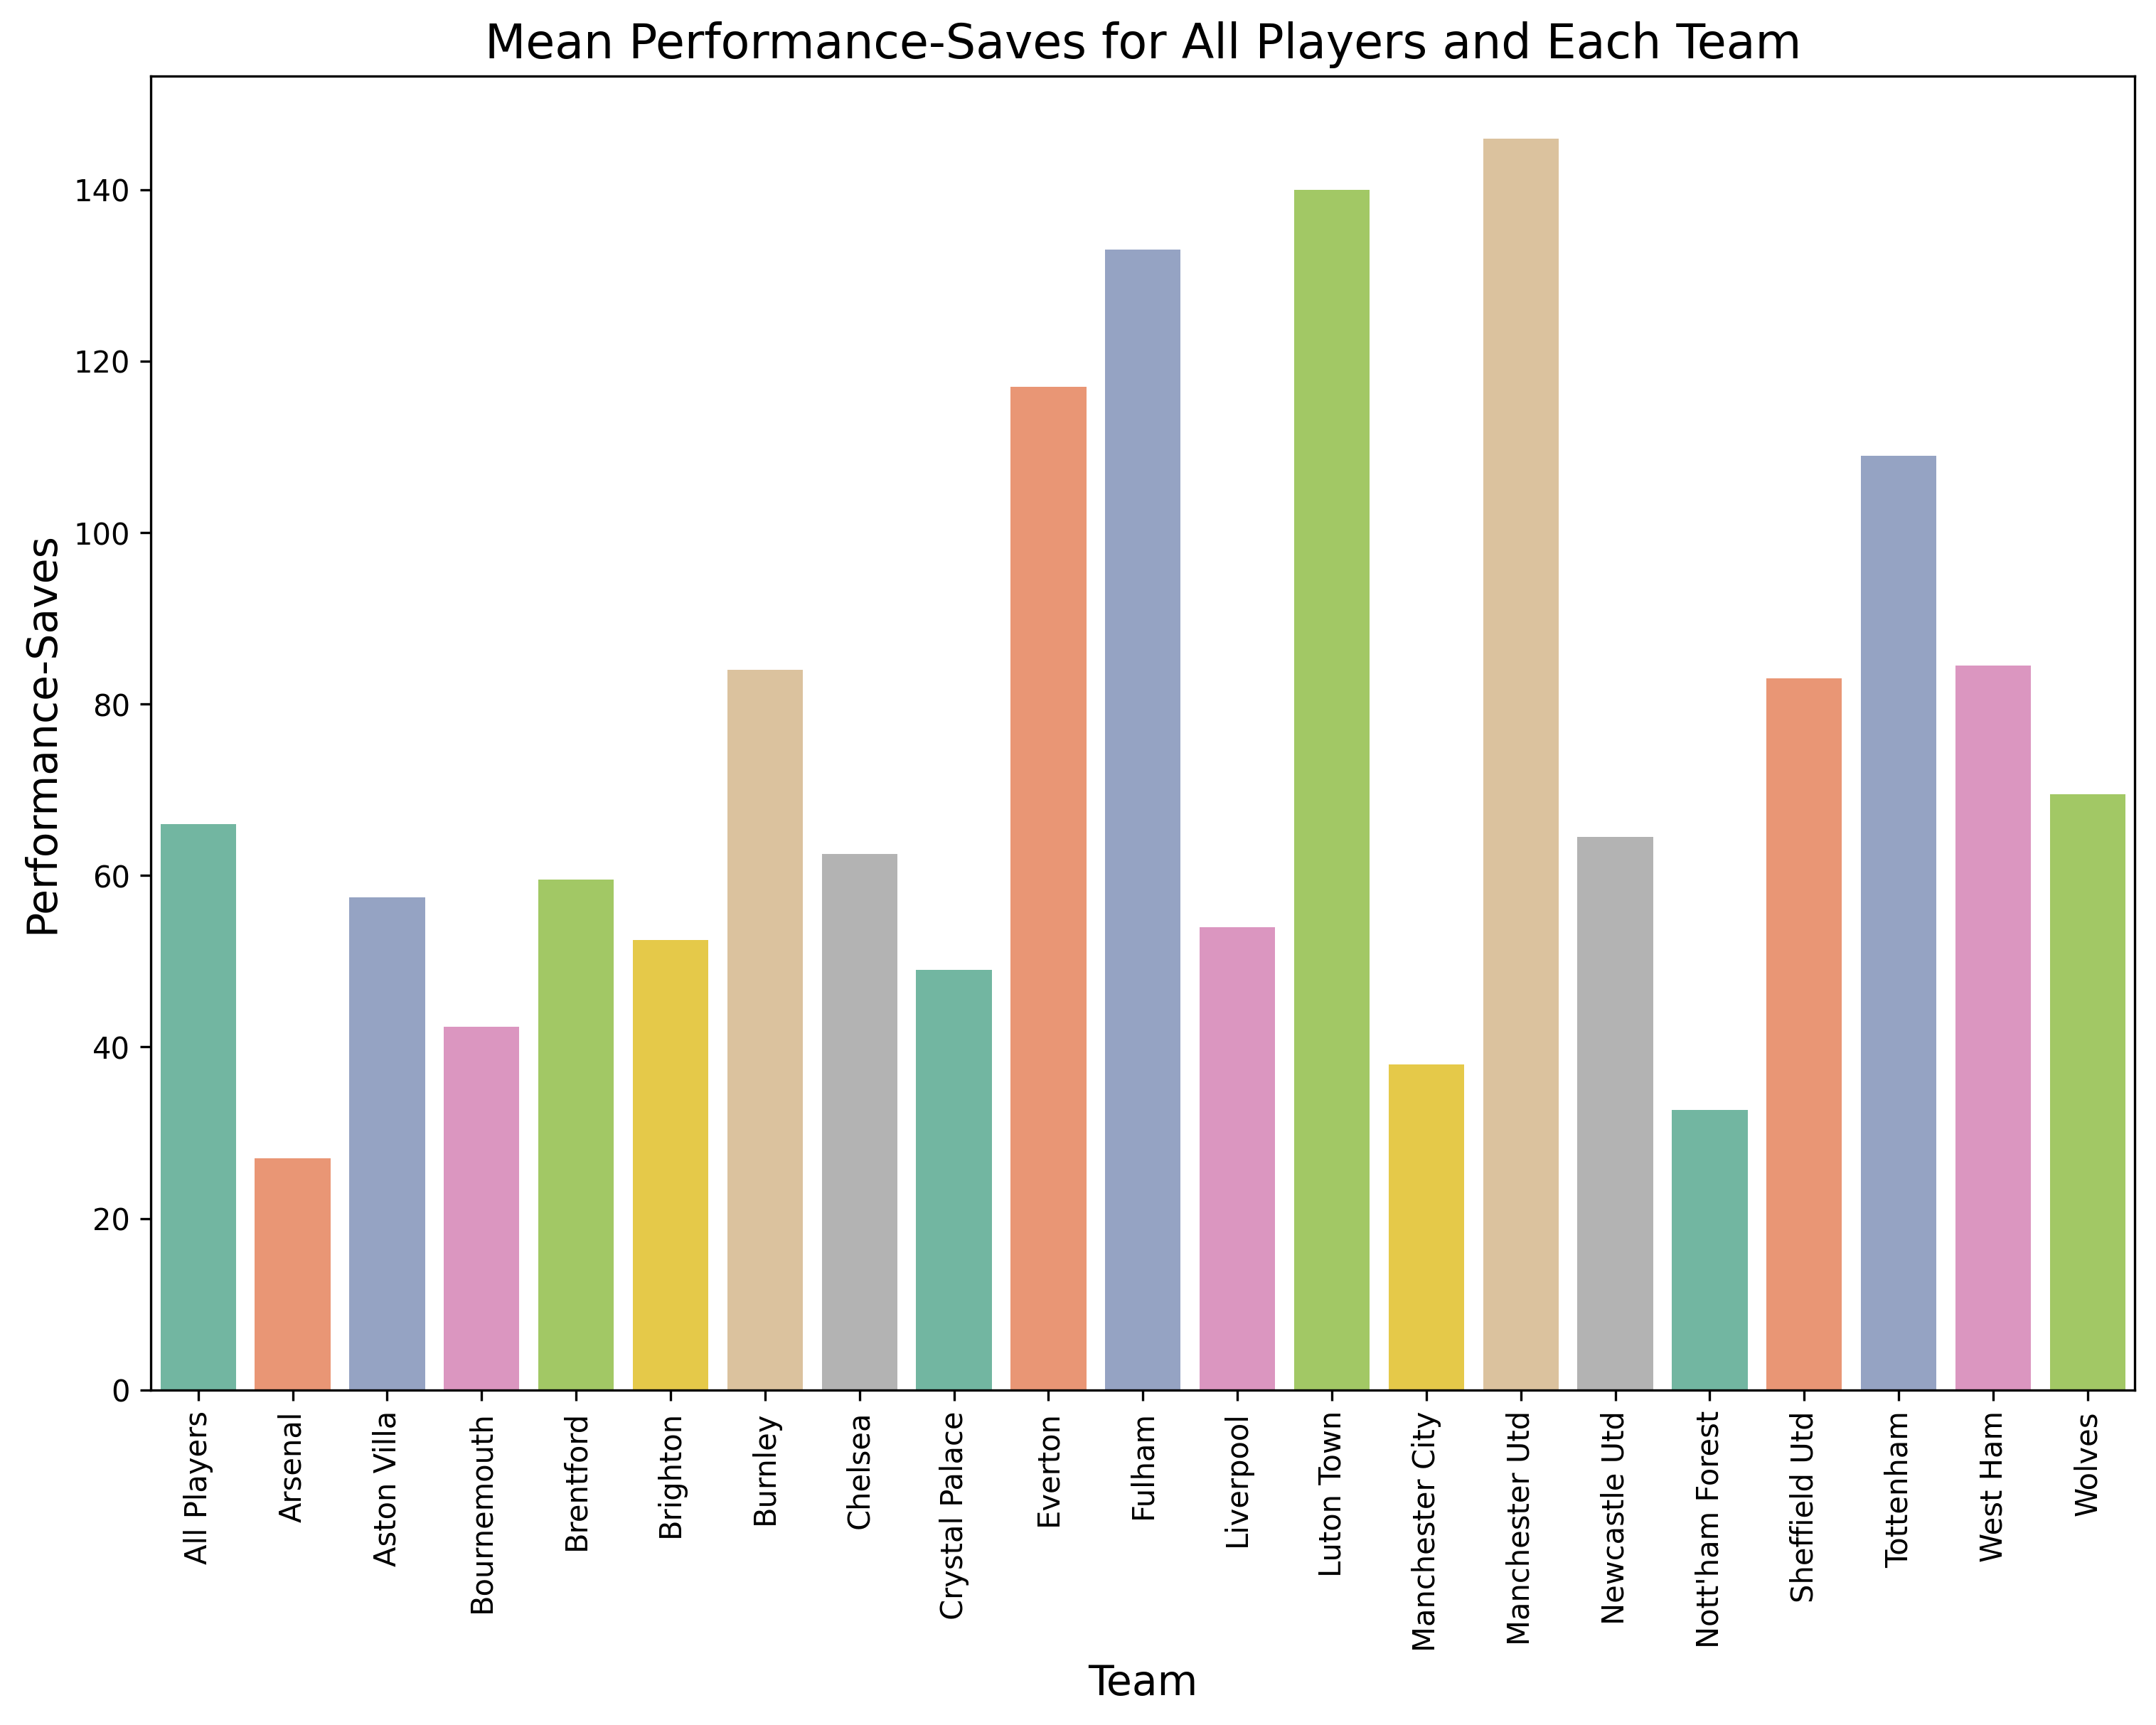 Mean Performance-Saves for All Players and Each Team
Performance-Saves
140
120
100
80
60
40
20
0
All Players
Arsenal
Aston Villa
Bournemouth
Brentford
Brighton
Burnley
Chelsea
Crystal Palace
Everton
Fulham
Liverpool
Luton Town
Manchester City
Manchester Utd
Newcastle Utd
Nott'ham Forest
Sheffield Utd
Tottenham
West Ham
Wolves
Team